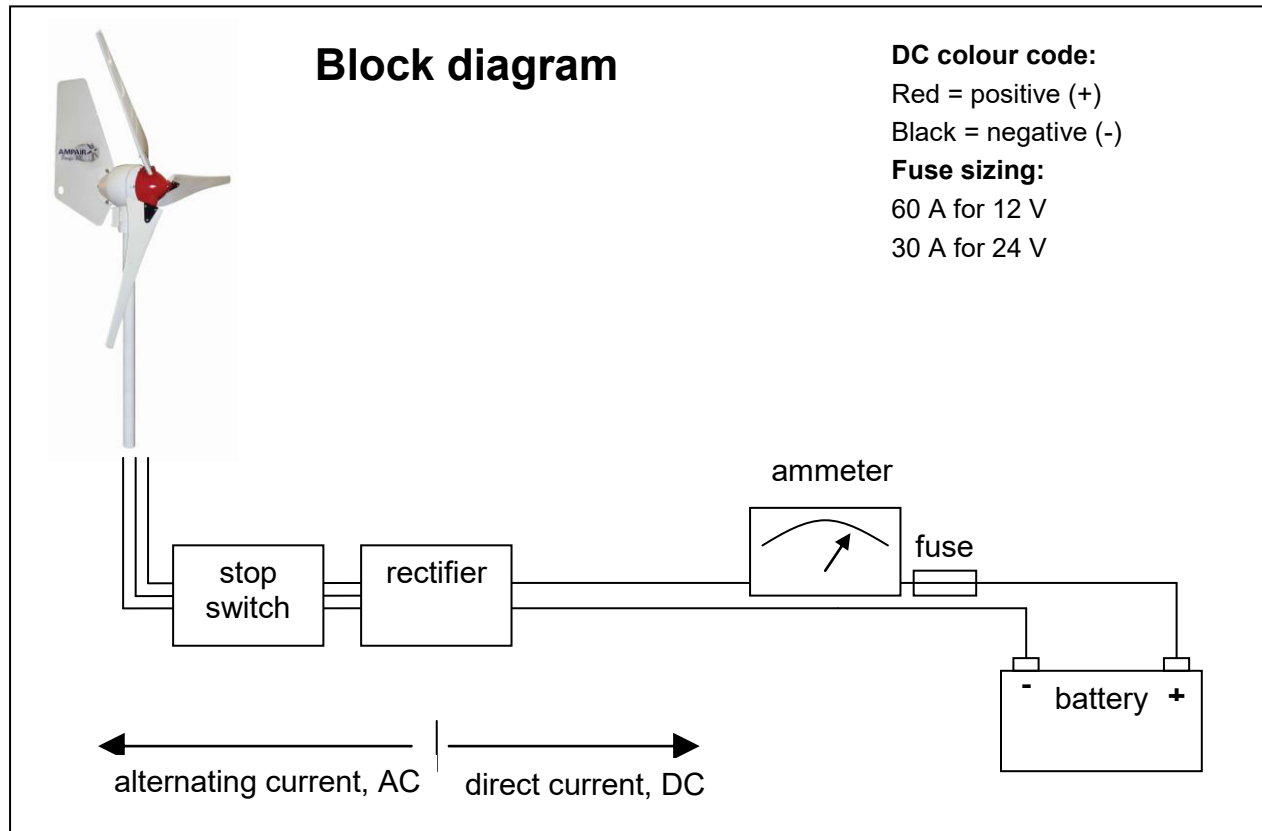 Block diagram
DC colour code:
Red = positive (+)
Black = negative (-)
Fuse sizing:
60 A for 12 V
30 A for 24 V
AMPAIR
ammeter
fuse
stop
switch
rectifier
- battery +
alternating current, AC
direct current, DC